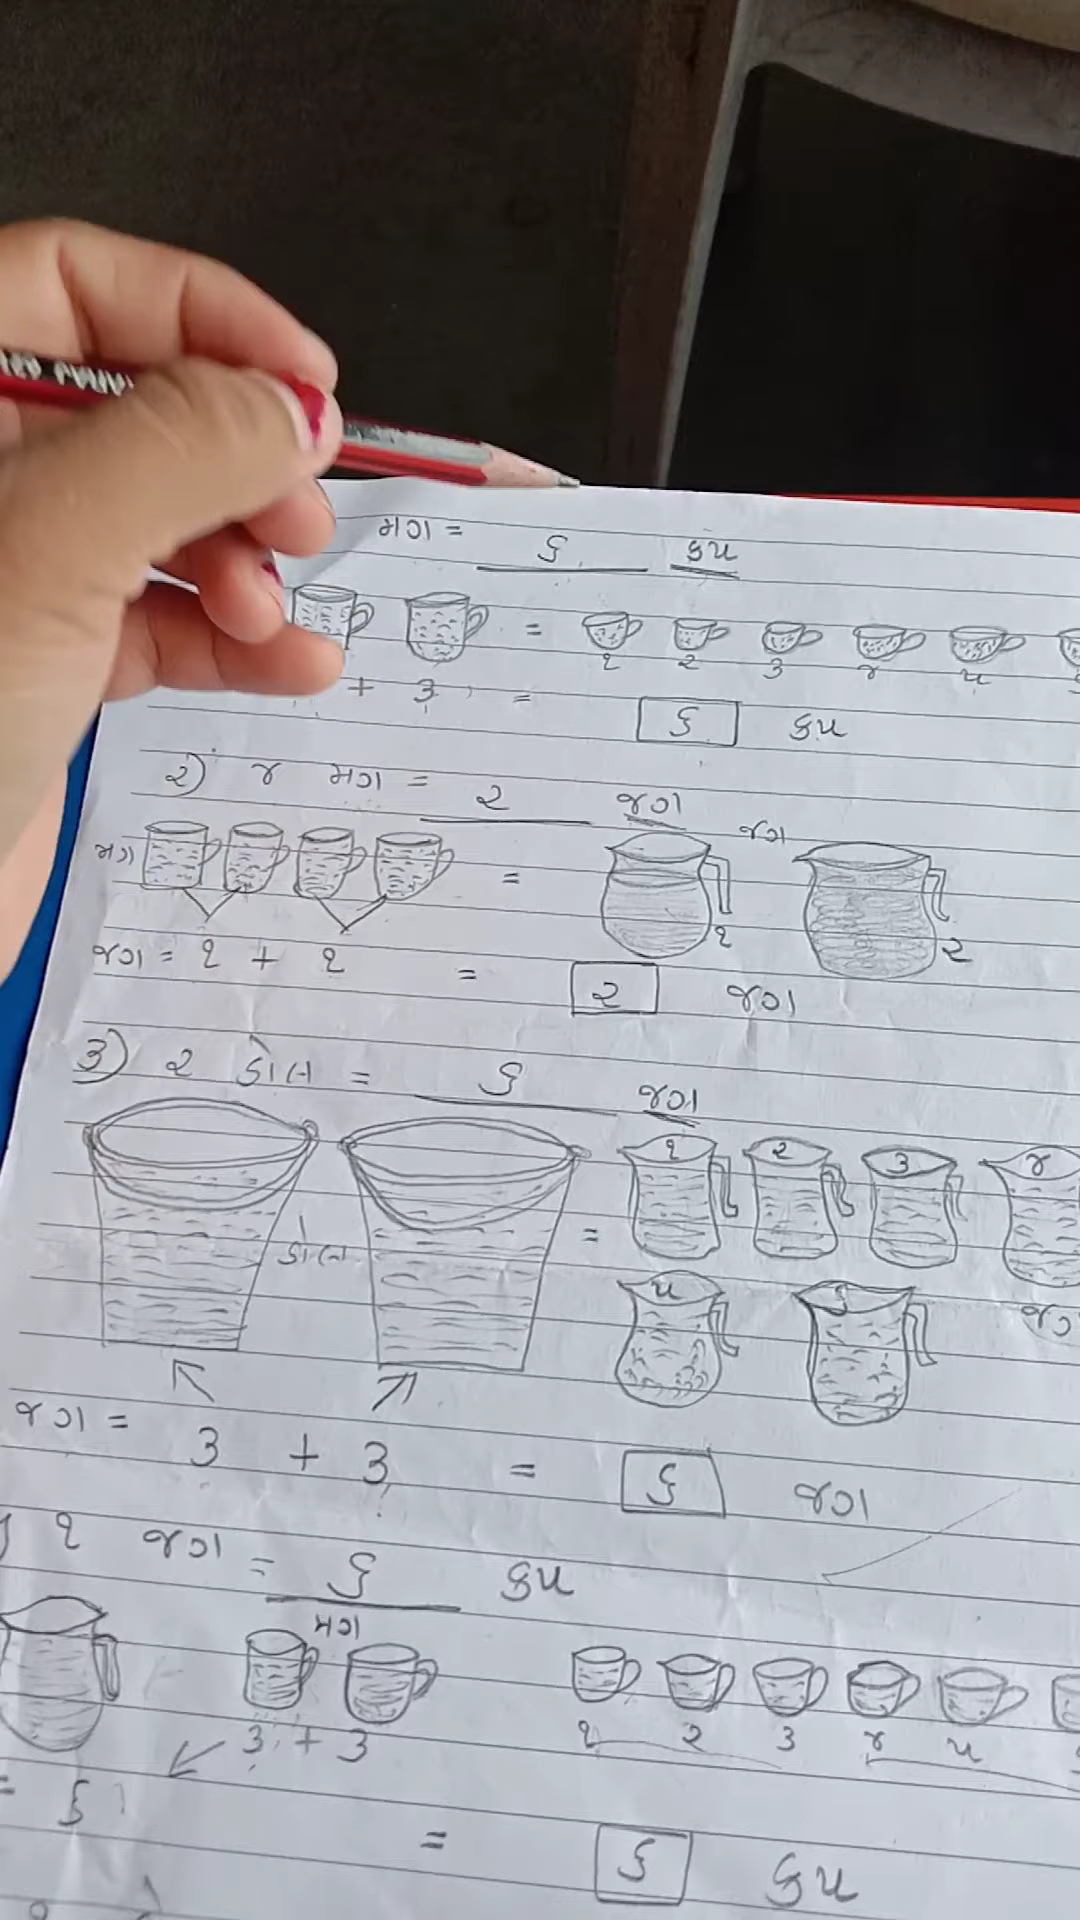 મગ = ૬ કપ
=
૧ ૨ ૩ ૪ ૫
+ ૩ = ૬ કપ
૨) ૪ મગ = ૨ જગ
જગ
મગ =
૧ ૨
જગ = ૧ + ૧ = ૨ જગ
૩) ૨ ડોલ = ૬ જગ
૧ ૨ ૩ ૪
ડોલ =
૫ ૬ જગ
જગ = ૩ + ૩ = ૬ જગ
૧ જગ = ૬ કપ
મગ
૩ + ૩ ૧ ૨ ૩ ૪ ૫
= ૬
= ૬ કપ